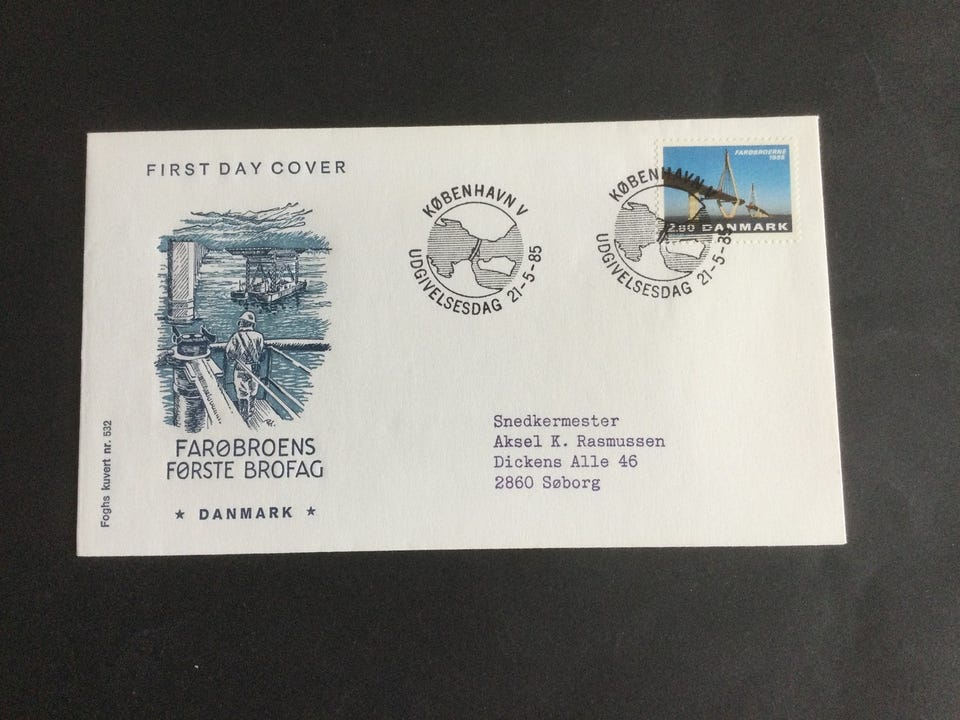 FIRST DAY COVER
KØBENHAVN V
UDGIVELSESDAG 21-5-85
KØBENHAVN V
UDGIVELSESDAG 21-5-85
FARØBROERNE
1985
2.80 DANMARK
Snedkermester
Aksel K. Rasmussen
Dickens Alle 46
2860 Søborg
FARØBROENS
FØRSTE BROFAG
★ DANMARK ★
Foghs kuvert nr. 532